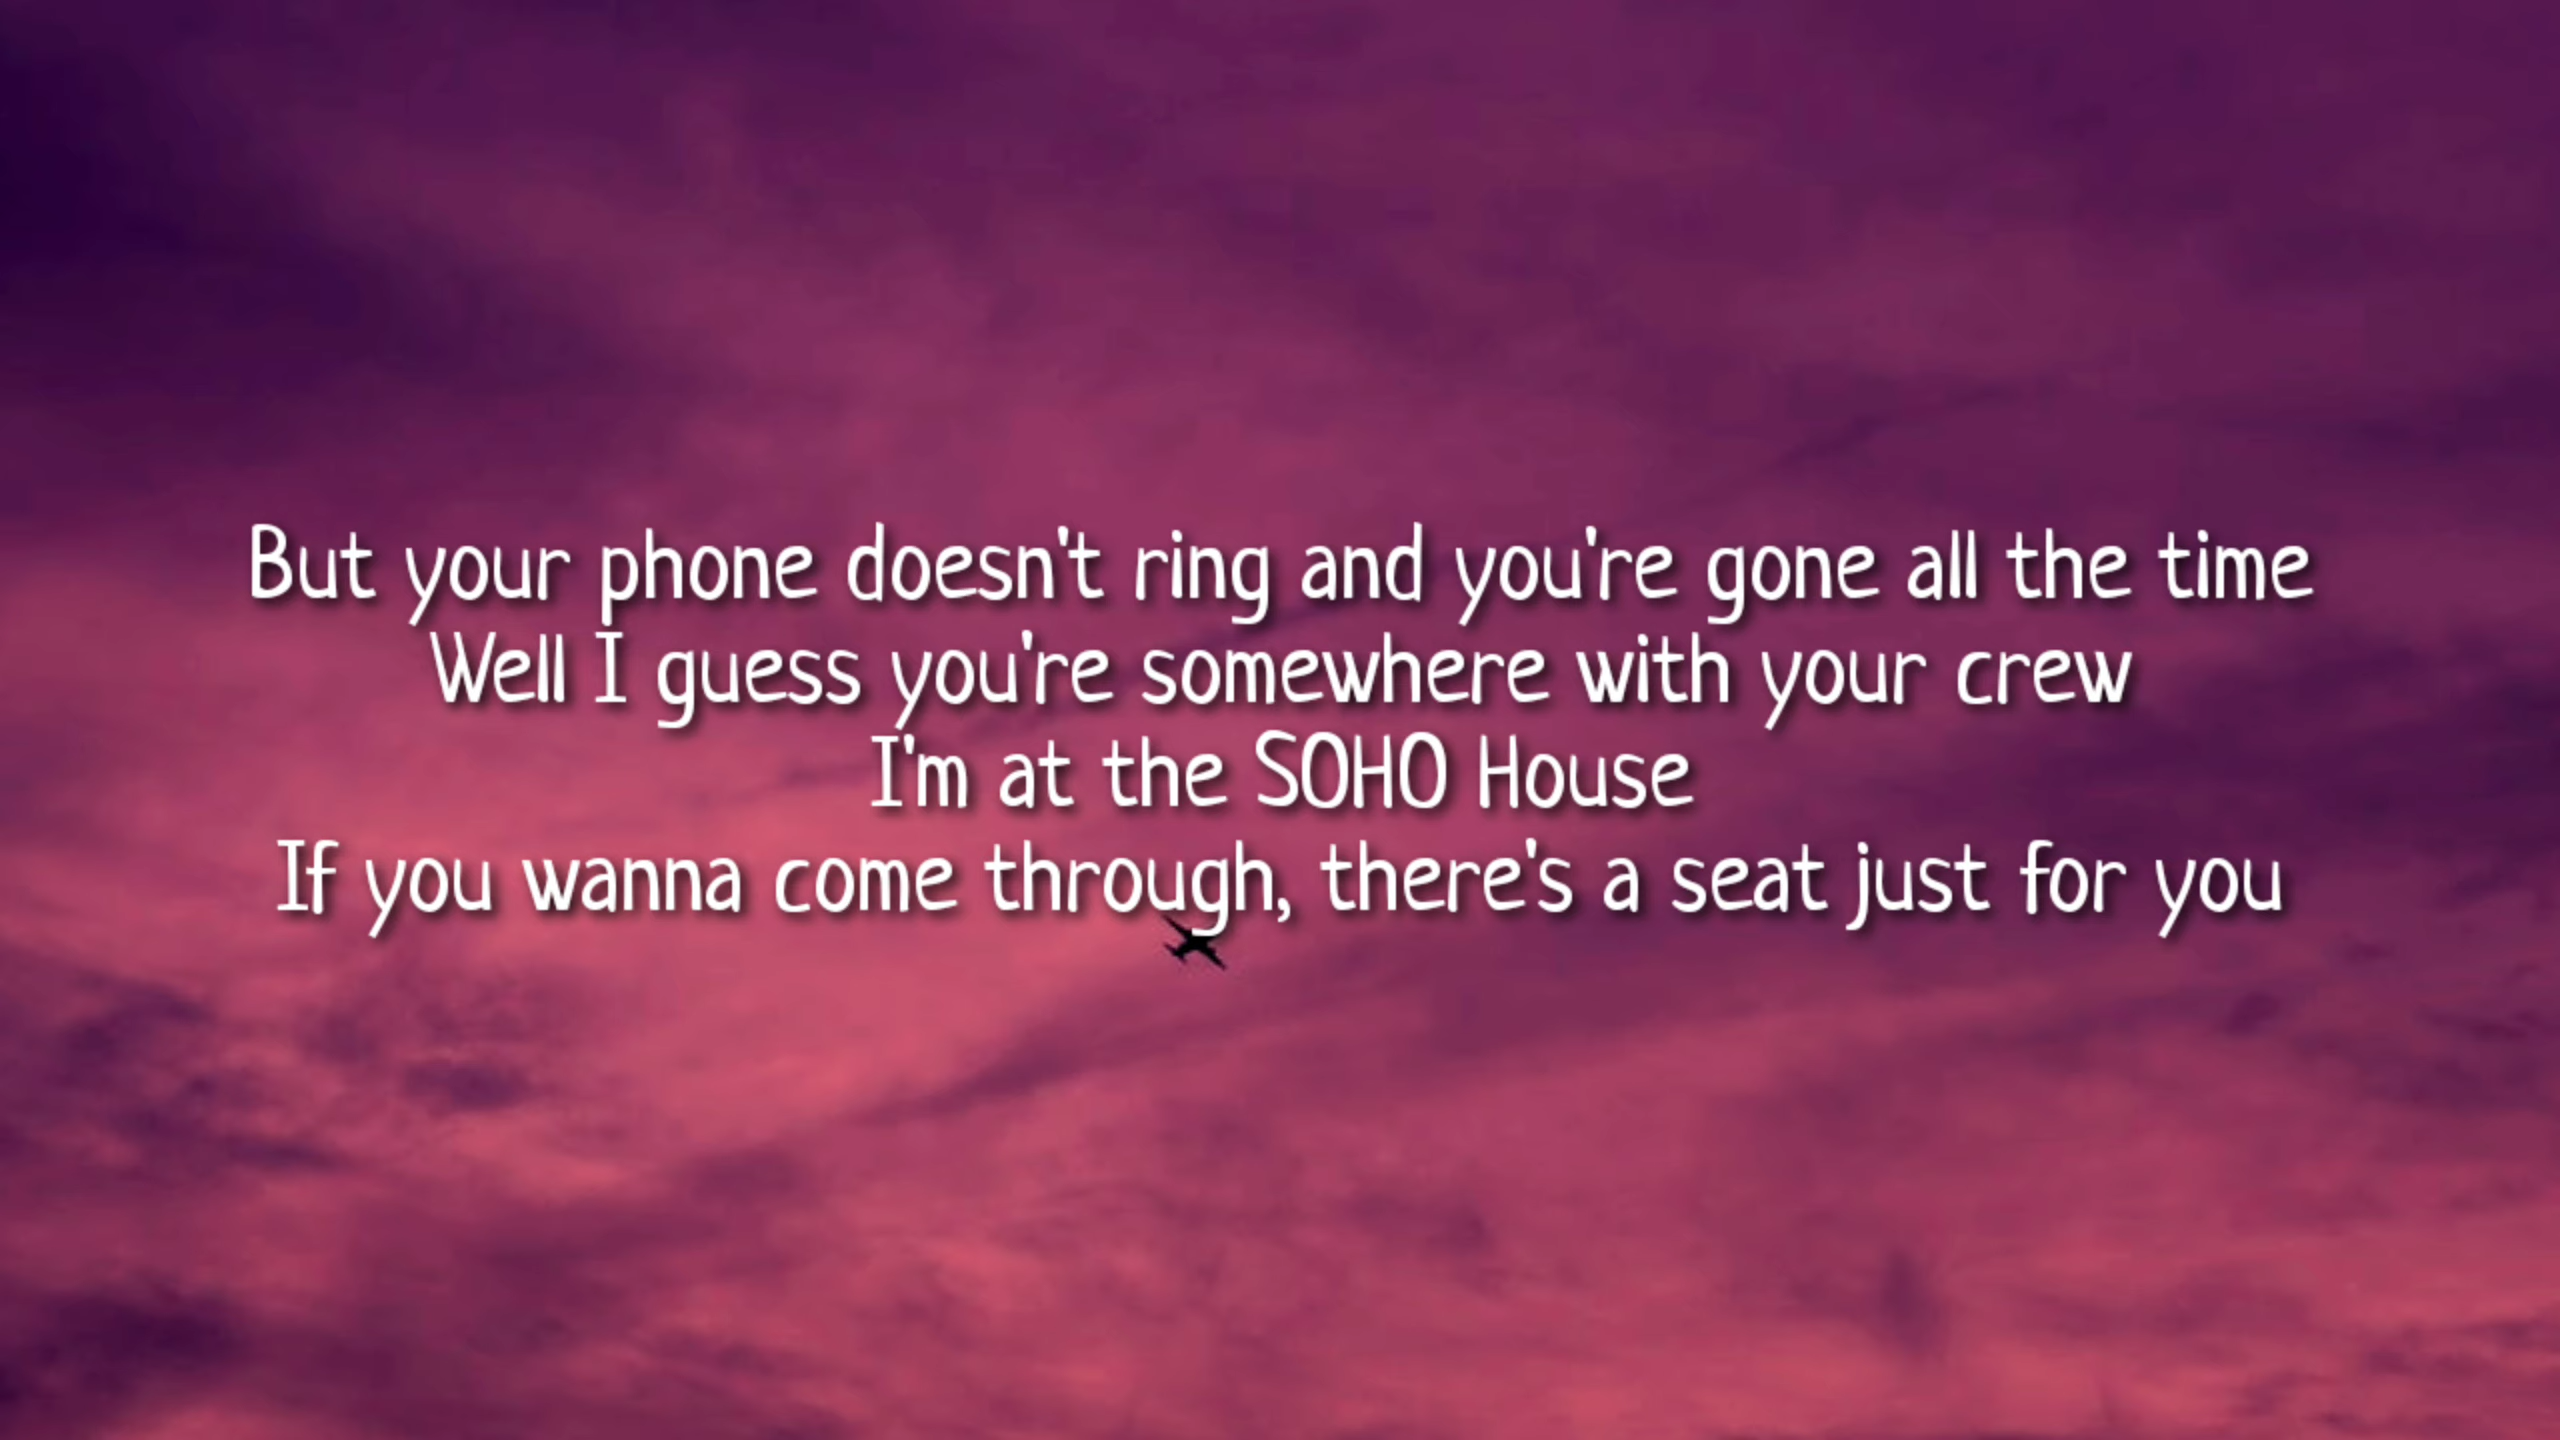 But your phone doesn't ring and you're gone all the time
Well I guess you're somewhere with your crew
I'm at the SOHO House
If you wanna come through, there's a seat just for you